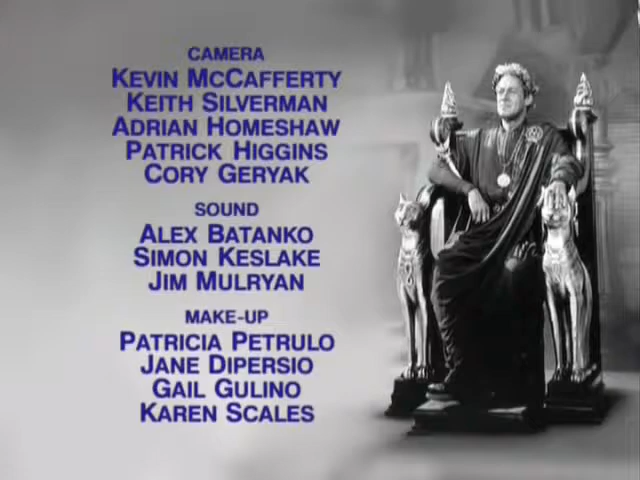 CAMERA
KEVIN MCCAFFERTY
KEITH SILVERMAN
ADRIAN HOMESHAW
PATRICK HIGGINS
CORY GERYAK
SOUND
ALEX BATANKO
SIMON KESLAKE
JIM MULRYAN
MAKE-UP
PATRICIA PETRULO
JANE DIPERSIO
GAIL GULINO
KAREN SCALES